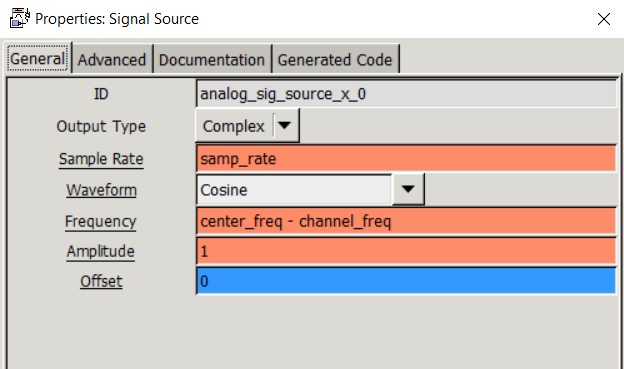 Properties: Signal Source
General Advanced Documentation Generated Code
ID analog_sig_source_x_0
Output Type Complex
Sample Rate samp_rate
Waveform Cosine
Frequency center_freq - channel_freq
Amplitude 1
Offset 0